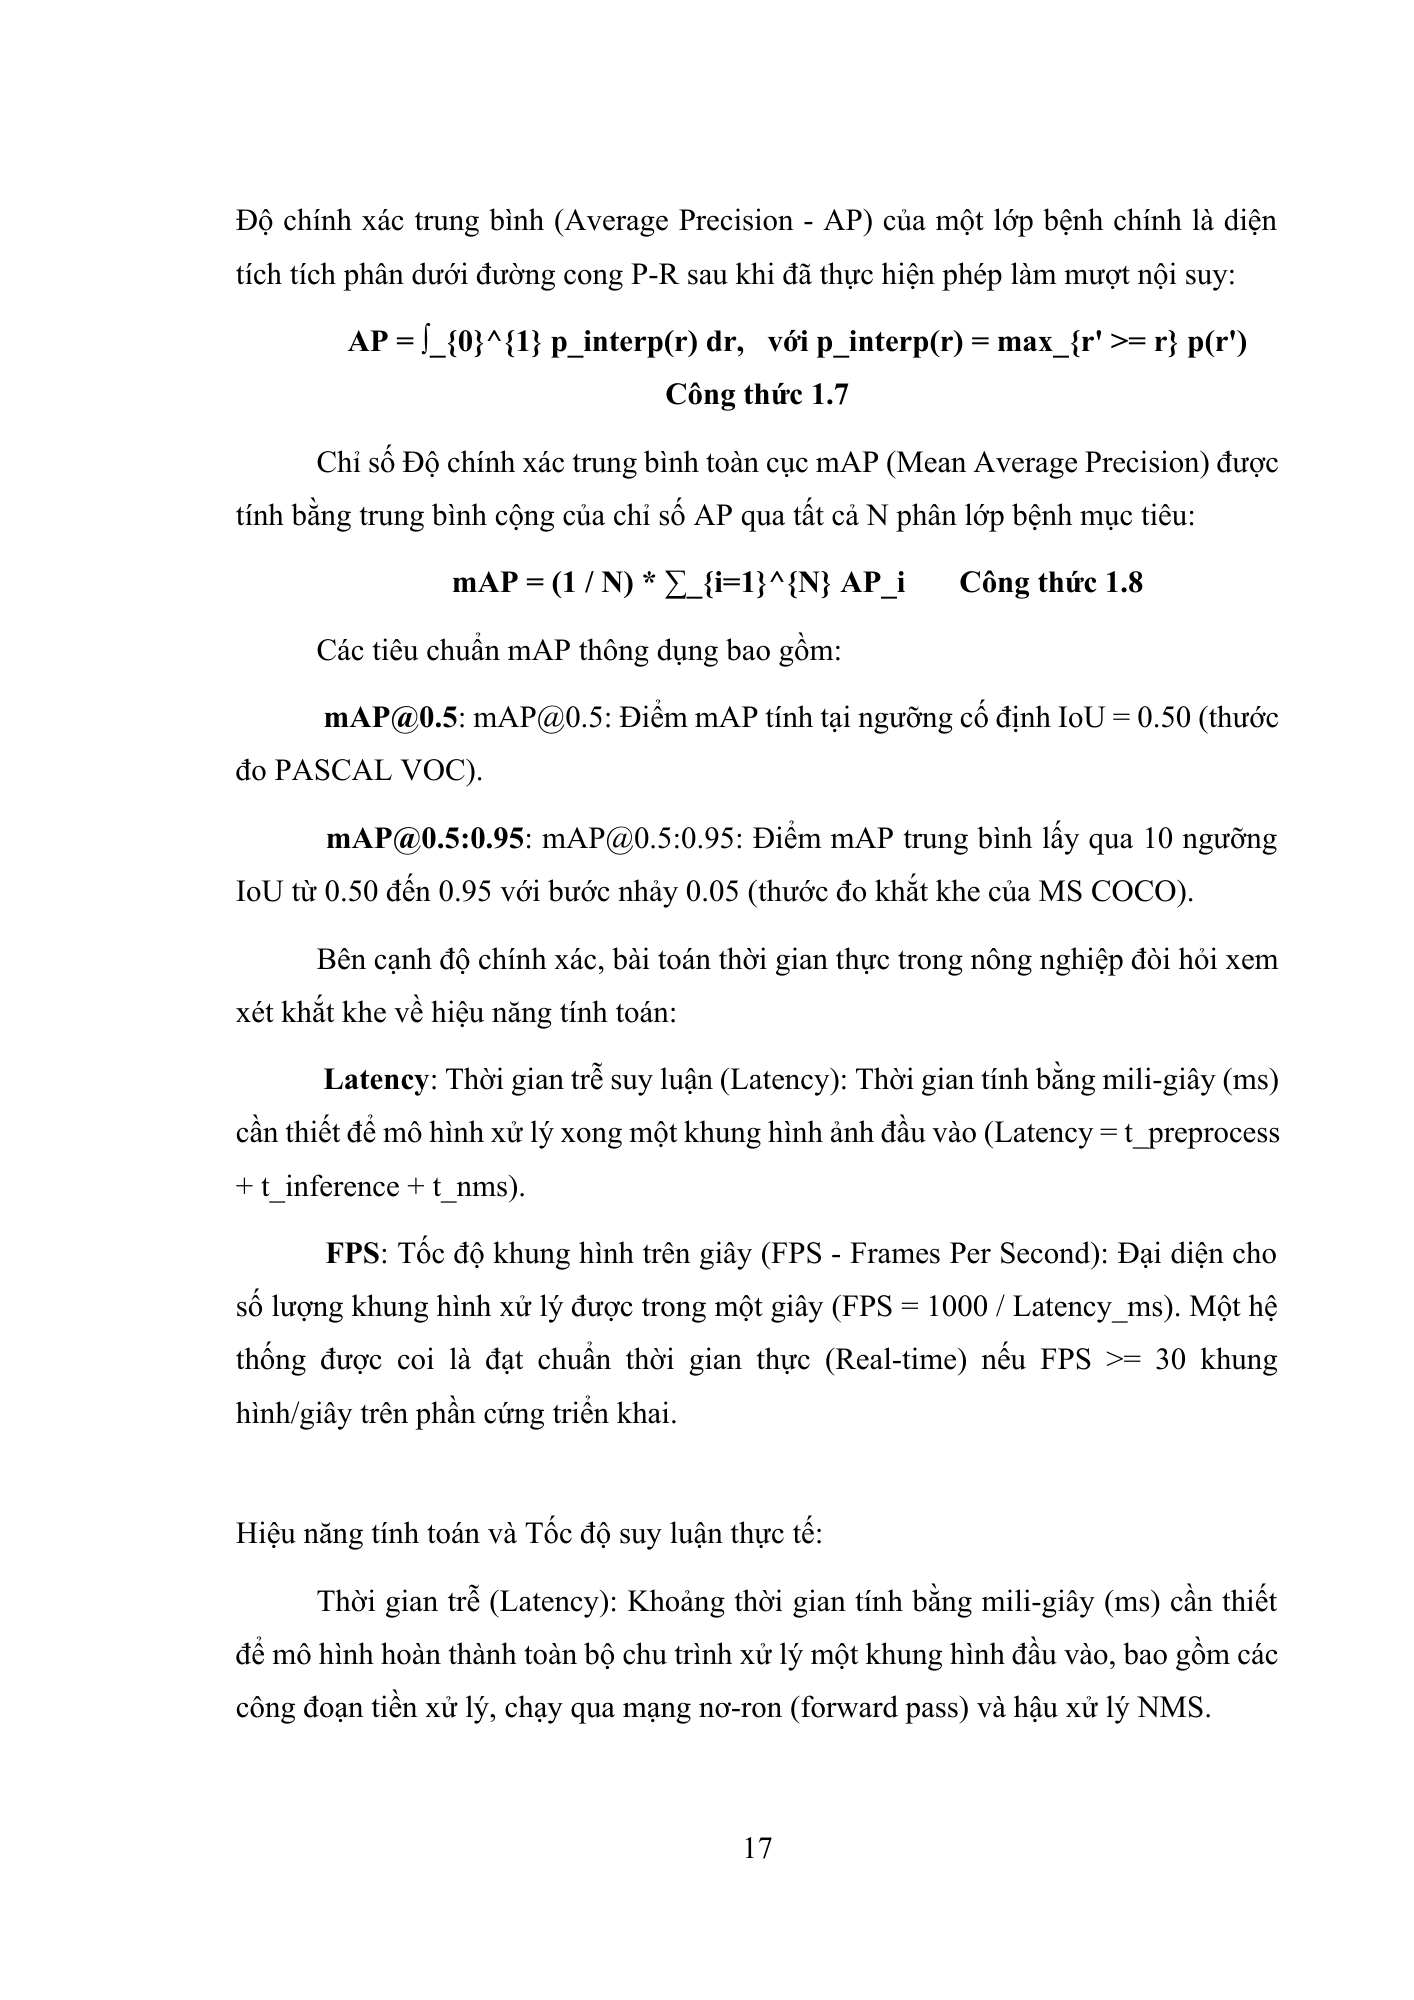 Độ chính xác trung bình (Average Precision - AP) của một lớp bệnh chính là diện
tích tích phân dưới đường cong P-R sau khi đã thực hiện phép làm mượt nội suy:
AP = ∫_{0}^{1} p_interp(r) dr, với p_interp(r) = max_{r' >= r} p(r')
Công thức 1.7
Chỉ số Độ chính xác trung bình toàn cục mAP (Mean Average Precision) được
tính bằng trung bình cộng của chỉ số AP qua tất cả N phân lớp bệnh mục tiêu:
mAP = (1 / N) * ∑_{i=1}^{N} AP_i Công thức 1.8
Các tiêu chuẩn mAP thông dụng bao gồm:
mAP@0.5: mAP@0.5: Điểm mAP tính tại ngưỡng cố định IoU = 0.50 (thước
đo PASCAL VOC).
mAP@0.5:0.95: mAP@0.5:0.95: Điểm mAP trung bình lấy qua 10 ngưỡng
IoU từ 0.50 đến 0.95 với bước nhảy 0.05 (thước đo khắt khe của MS COCO).
Bên cạnh độ chính xác, bài toán thời gian thực trong nông nghiệp đòi hỏi xem
xét khắt khe về hiệu năng tính toán:
Latency: Thời gian trễ suy luận (Latency): Thời gian tính bằng mili-giây (ms)
cần thiết để mô hình xử lý xong một khung hình ảnh đầu vào (Latency = t_preprocess
+ t_inference + t_nms).
FPS: Tốc độ khung hình trên giây (FPS - Frames Per Second): Đại diện cho
số lượng khung hình xử lý được trong một giây (FPS = 1000 / Latency_ms). Một hệ
thống được coi là đạt chuẩn thời gian thực (Real-time) nếu FPS >= 30 khung
hình/giây trên phần cứng triển khai.
Hiệu năng tính toán và Tốc độ suy luận thực tế:
Thời gian trễ (Latency): Khoảng thời gian tính bằng mili-giây (ms) cần thiết
để mô hình hoàn thành toàn bộ chu trình xử lý một khung hình đầu vào, bao gồm các
công đoạn tiền xử lý, chạy qua mạng nơ-ron (forward pass) và hậu xử lý NMS.
17